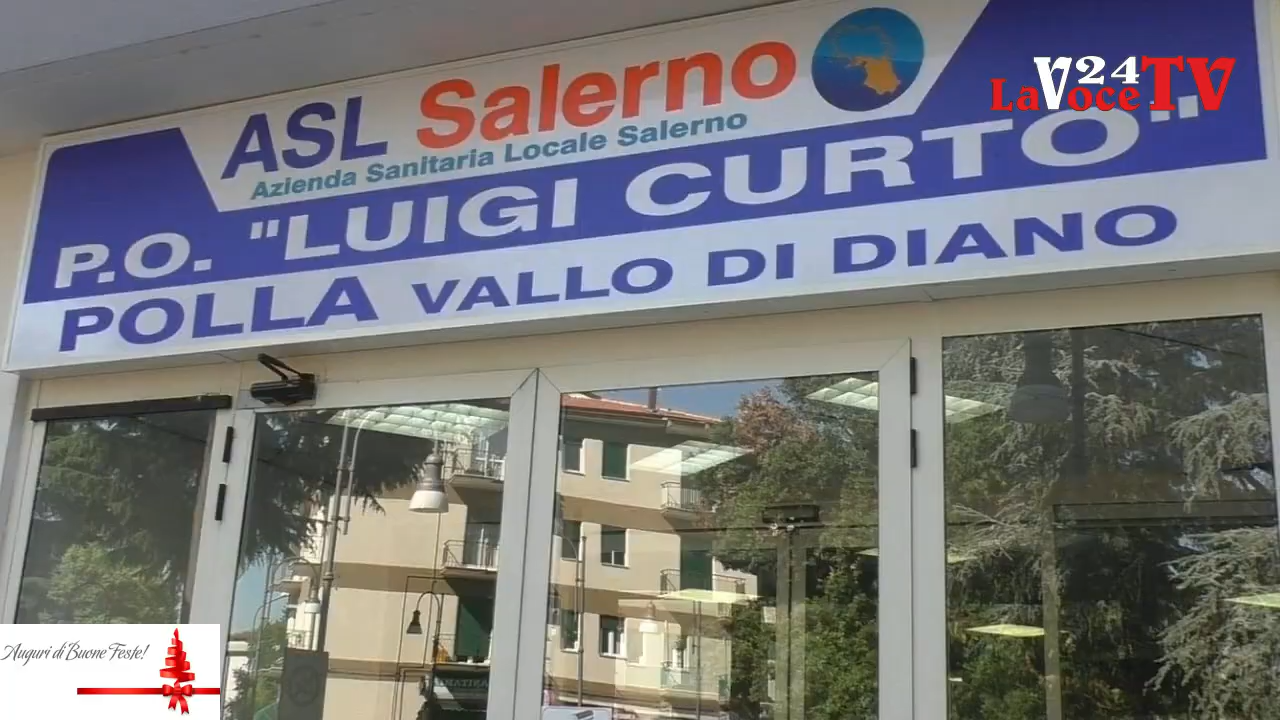 ASL Salerno
Azienda Sanitaria Locale Salerno
P.O. "LUIGI CURTO"
POLLA VALLO DI DIANO
LAVOCE V24 TV
Auguri di Buone Feste!